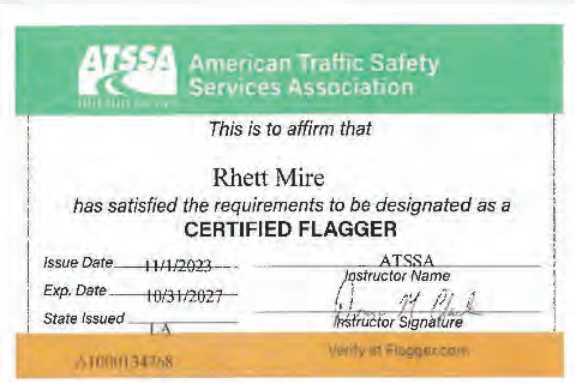 ATSSA
American Traffic Safety
Services Association
This is to affirm that
Rhett Mire
has satisfied the requirements to be designated as a
CERTIFIED FLAGGER
Issue Date 11/1/2023
ATSSA
Instructor Name
Exp. Date 10/31/2027
State Issued LA
Instructor Signature
A1000134768
Verify at Flagger.com